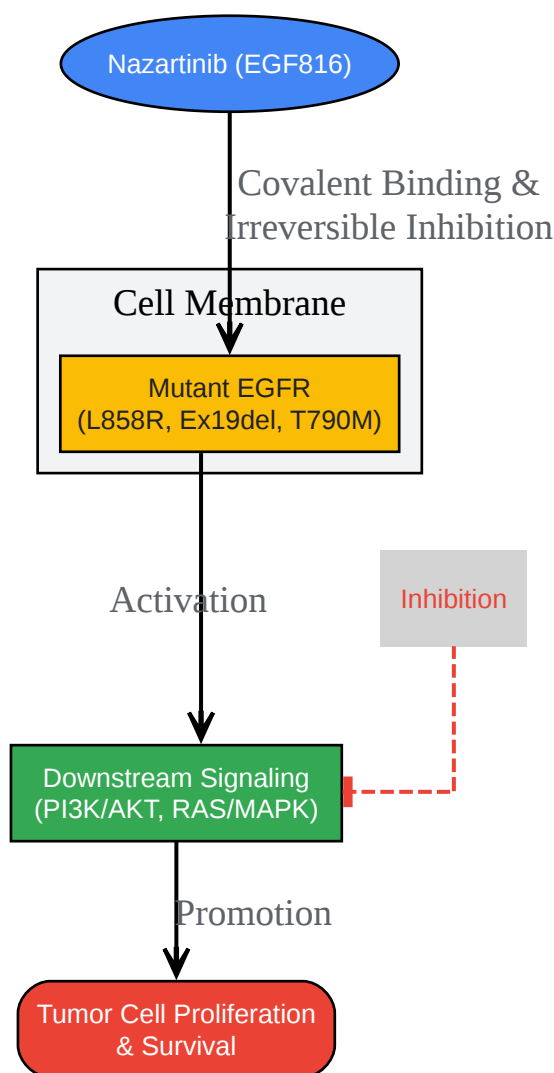 Nazartinib (EGF816)
Covalent Binding &
Irreversible Inhibition
Cell Membrane
Mutant EGFR
(L858R, Ex19del, T790M)
Activation
Inhibition
Downstream Signaling
(PI3K/AKT, RAS/MAPK)
Promotion
Tumor Cell Proliferation
& Survival